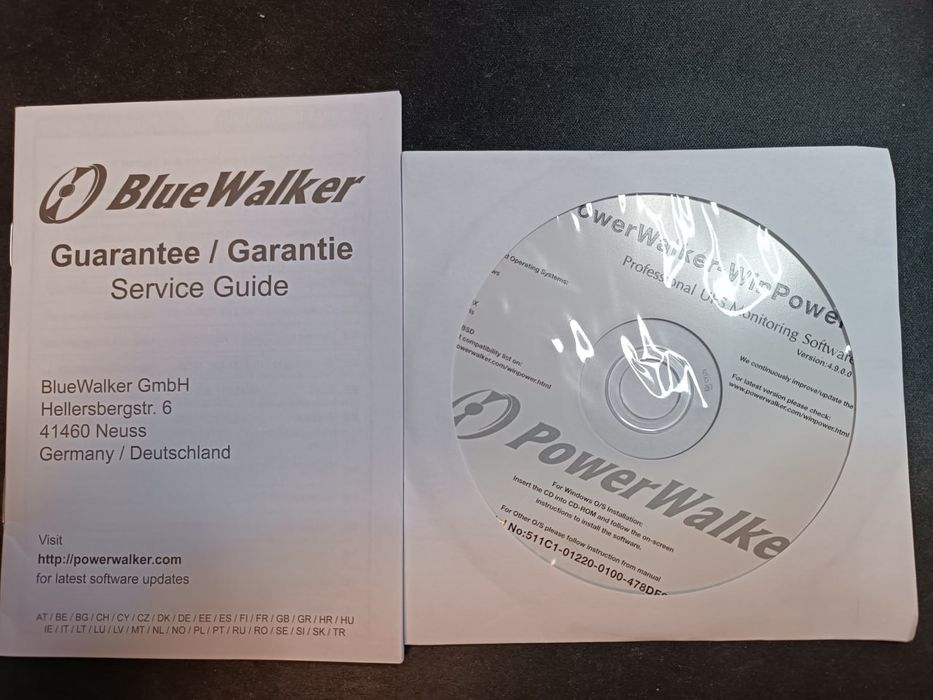 BlueWalker
Guarantee / Garantie
Service Guide
BlueWalker GmbH
Hellersbergstr. 6
41460 Neuss
Germany / Deutschland
Visit
http://powerwalker.com
for latest software updates
AT / BE / BG / CH / CY / CZ / DK / DE / EE / ES / FI / FR / GB / GR / HR / HU
IE / IT / LT / LU / LV / MT / NL / NO / PL / PT / RU / RO / SE / SI / SK / TR
owerWalker-WinPower
Professional UPS Monitoring Software
Version:4.9.0.0
d Operating Systems:
ws
X
is
BSD
t compatibility list on:
owerwalker.com/winpower.html
We continuously improve/update the
For latest version please check:
www.powerwalker.com/winpower.html
PowerWalke
For Windows O/S Installation:
Insert the CD into CD-ROM and follow the on-screen
instructions to install the software.
For Other O/S please follow instruction from manual
No:511C1-01220-0100-478DF